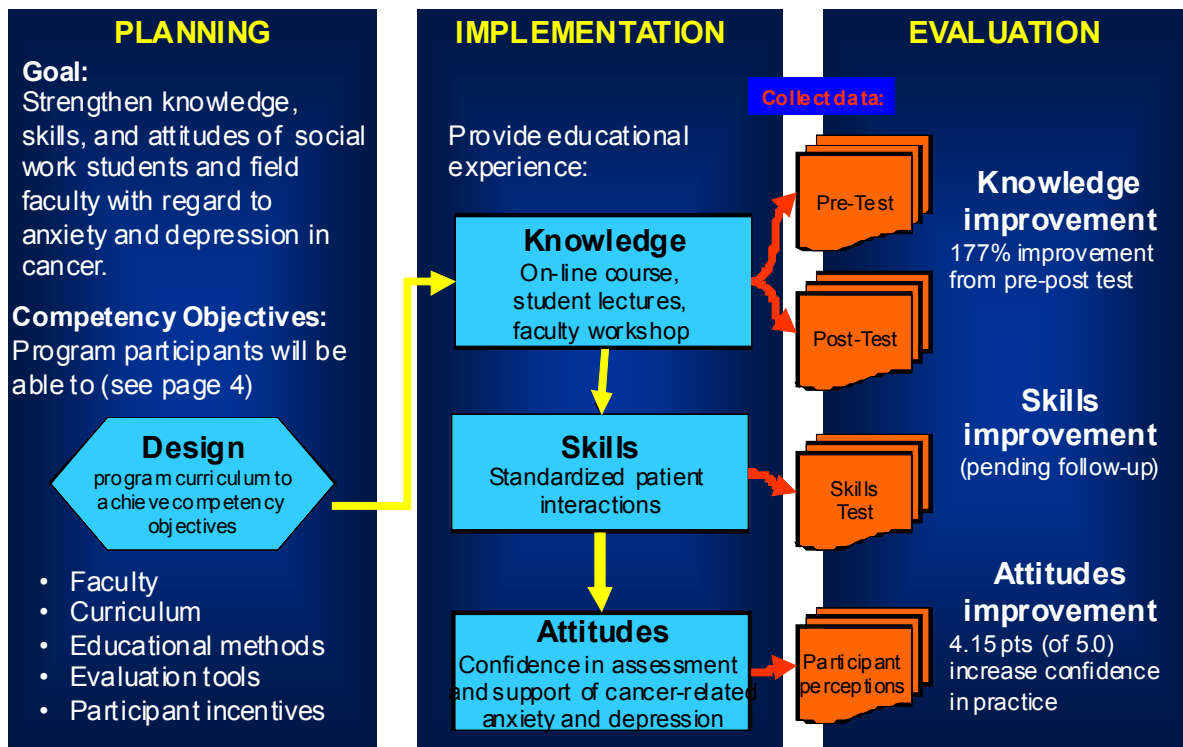 PLANNING
Goal:
Strengthen knowledge,
skills, and attitudes of social
work students and field
faculty with regard to
anxiety and depression in
cancer.
Competency Objectives:
Program participants will be
able to (see page 4)
Design
program curriculum to
achieve competency
objectives
• Faculty
• Curriculum
• Educational methods
• Evaluation tools
• Participant incentives
IMPLEMENTATION
Provide educational
experience:
Knowledge
On-line course,
student lectures,
faculty workshop
Skills
Standardized patient
interactions
Attitudes
Confidence in assessment
and support of cancer-related
anxiety and depression
EVALUATION
Collect data:
Pre-Test
Post-Test
Skills
Test
Participant
perceptions
Knowledge
improvement
177% improvement
from pre-post test
Skills
improvement
(pending follow-up)
Attitudes
improvement
4.15 pts (of 5.0)
increase confidence
in practice